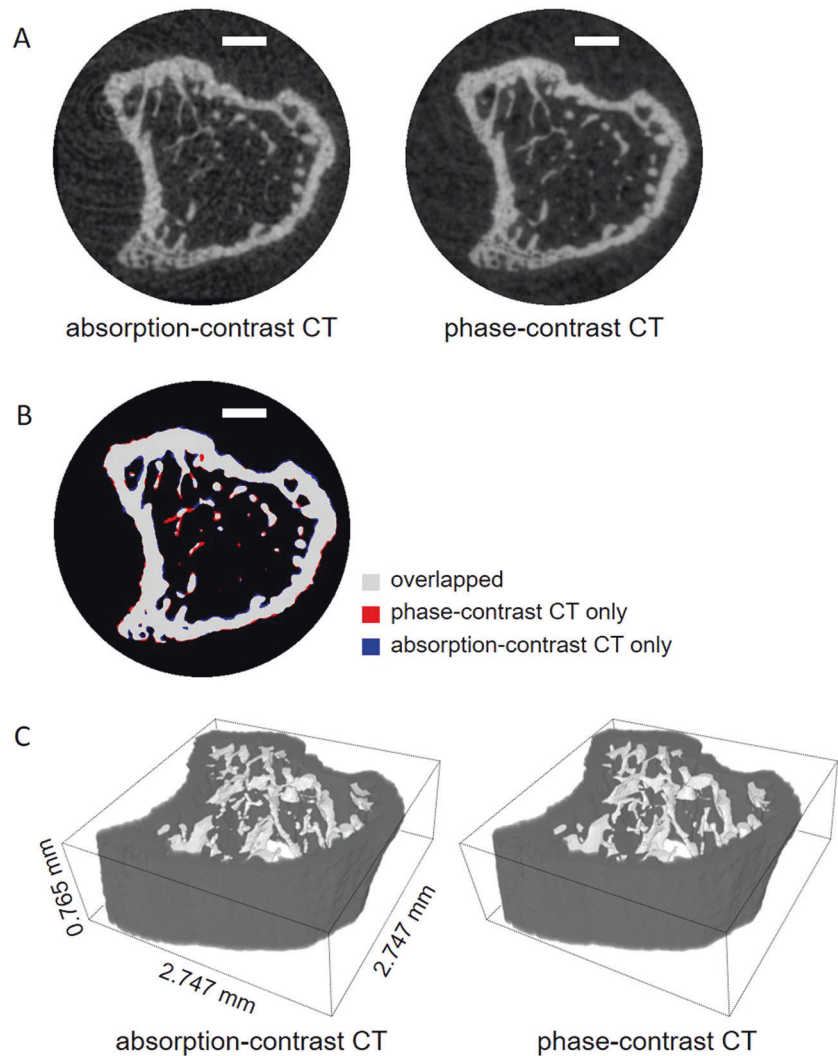 A
absorption-contrast CT
phase-contrast CT
B
overlapped
phase-contrast CT only
absorption-contrast CT only
C
0.765 mm
2.747 mm
2.747 mm
absorption-contrast CT
phase-contrast CT